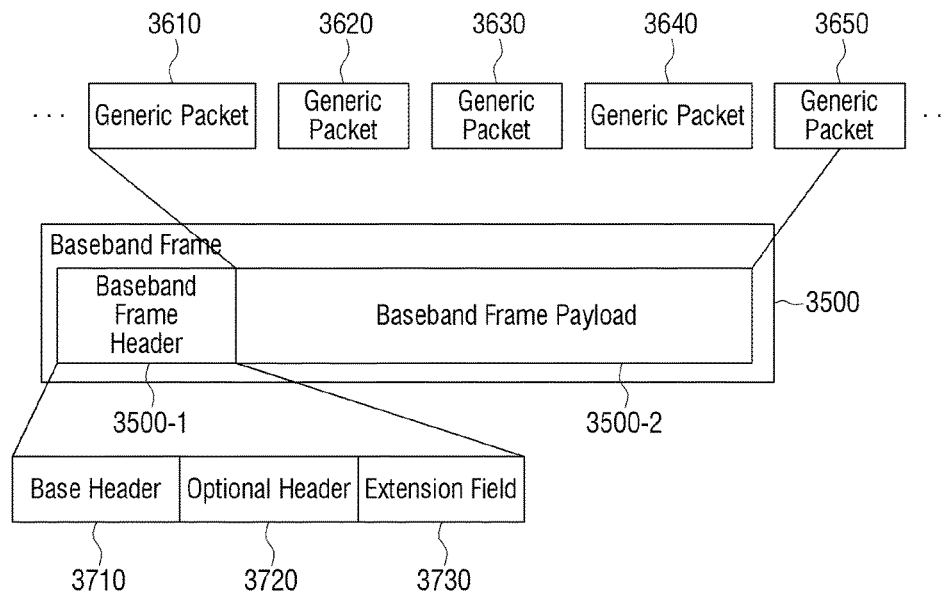 3610 3620 3630 3640 3650
... Generic Packet Generic Packet Generic Packet Generic Packet Generic Packet ..
Baseband Frame
Baseband
Frame
Header
Baseband Frame Payload
3500
3500-1 3500-2
Base Header Optional Header Extension Field
3710 3720 3730